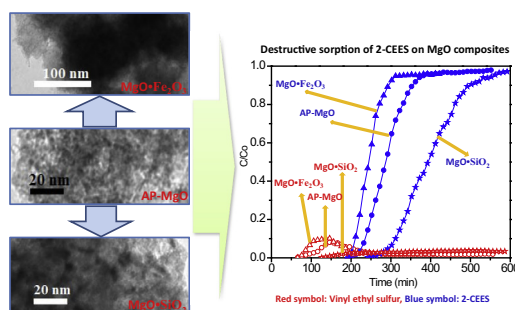 100 nm
MgO•Fe₂O₃
20 nm
AP-MgO
20 nm
MgO•SiO₂
Destructive sorption of 2-CEES on MgO composites
C/Co
1.0
0.8
0.6
0.4
0.2
0.0
MgO•Fe₂O₃
AP-MgO
MgO•SiO₂
MgO•SiO₂
MgO•Fe₂O₃
AP-MgO
0 100 200 300 400 500 600
Time (min)
Red symbol: Vinyl ethyl sulfur, Blue symbol: 2-CEES